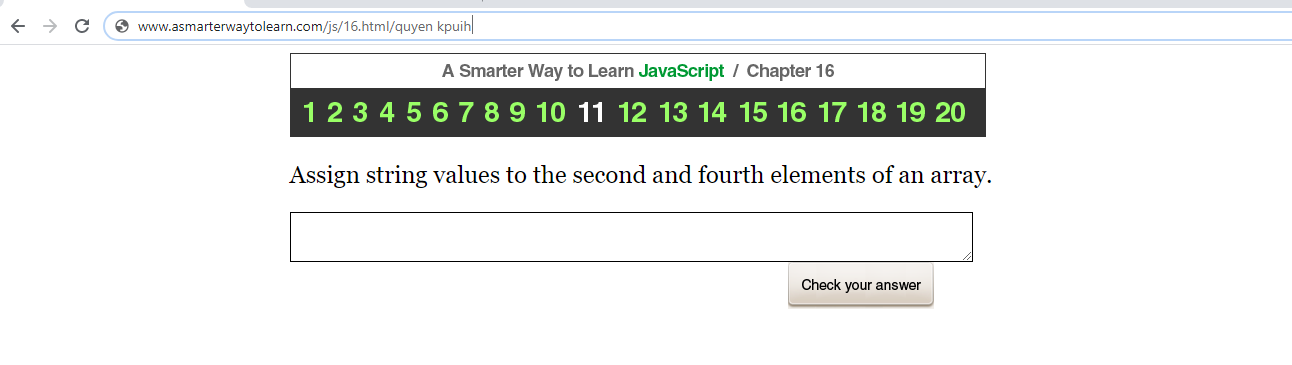 www.asmarterwaytolearn.com/js/16.html/quyen kpuih
A Smarter Way to Learn JavaScript / Chapter 16
1 2 3 4 5 6 7 8 9 10 11 12 13 14 15 16 17 18 19 20
Assign string values to the second and fourth elements of an array.
Check your answer